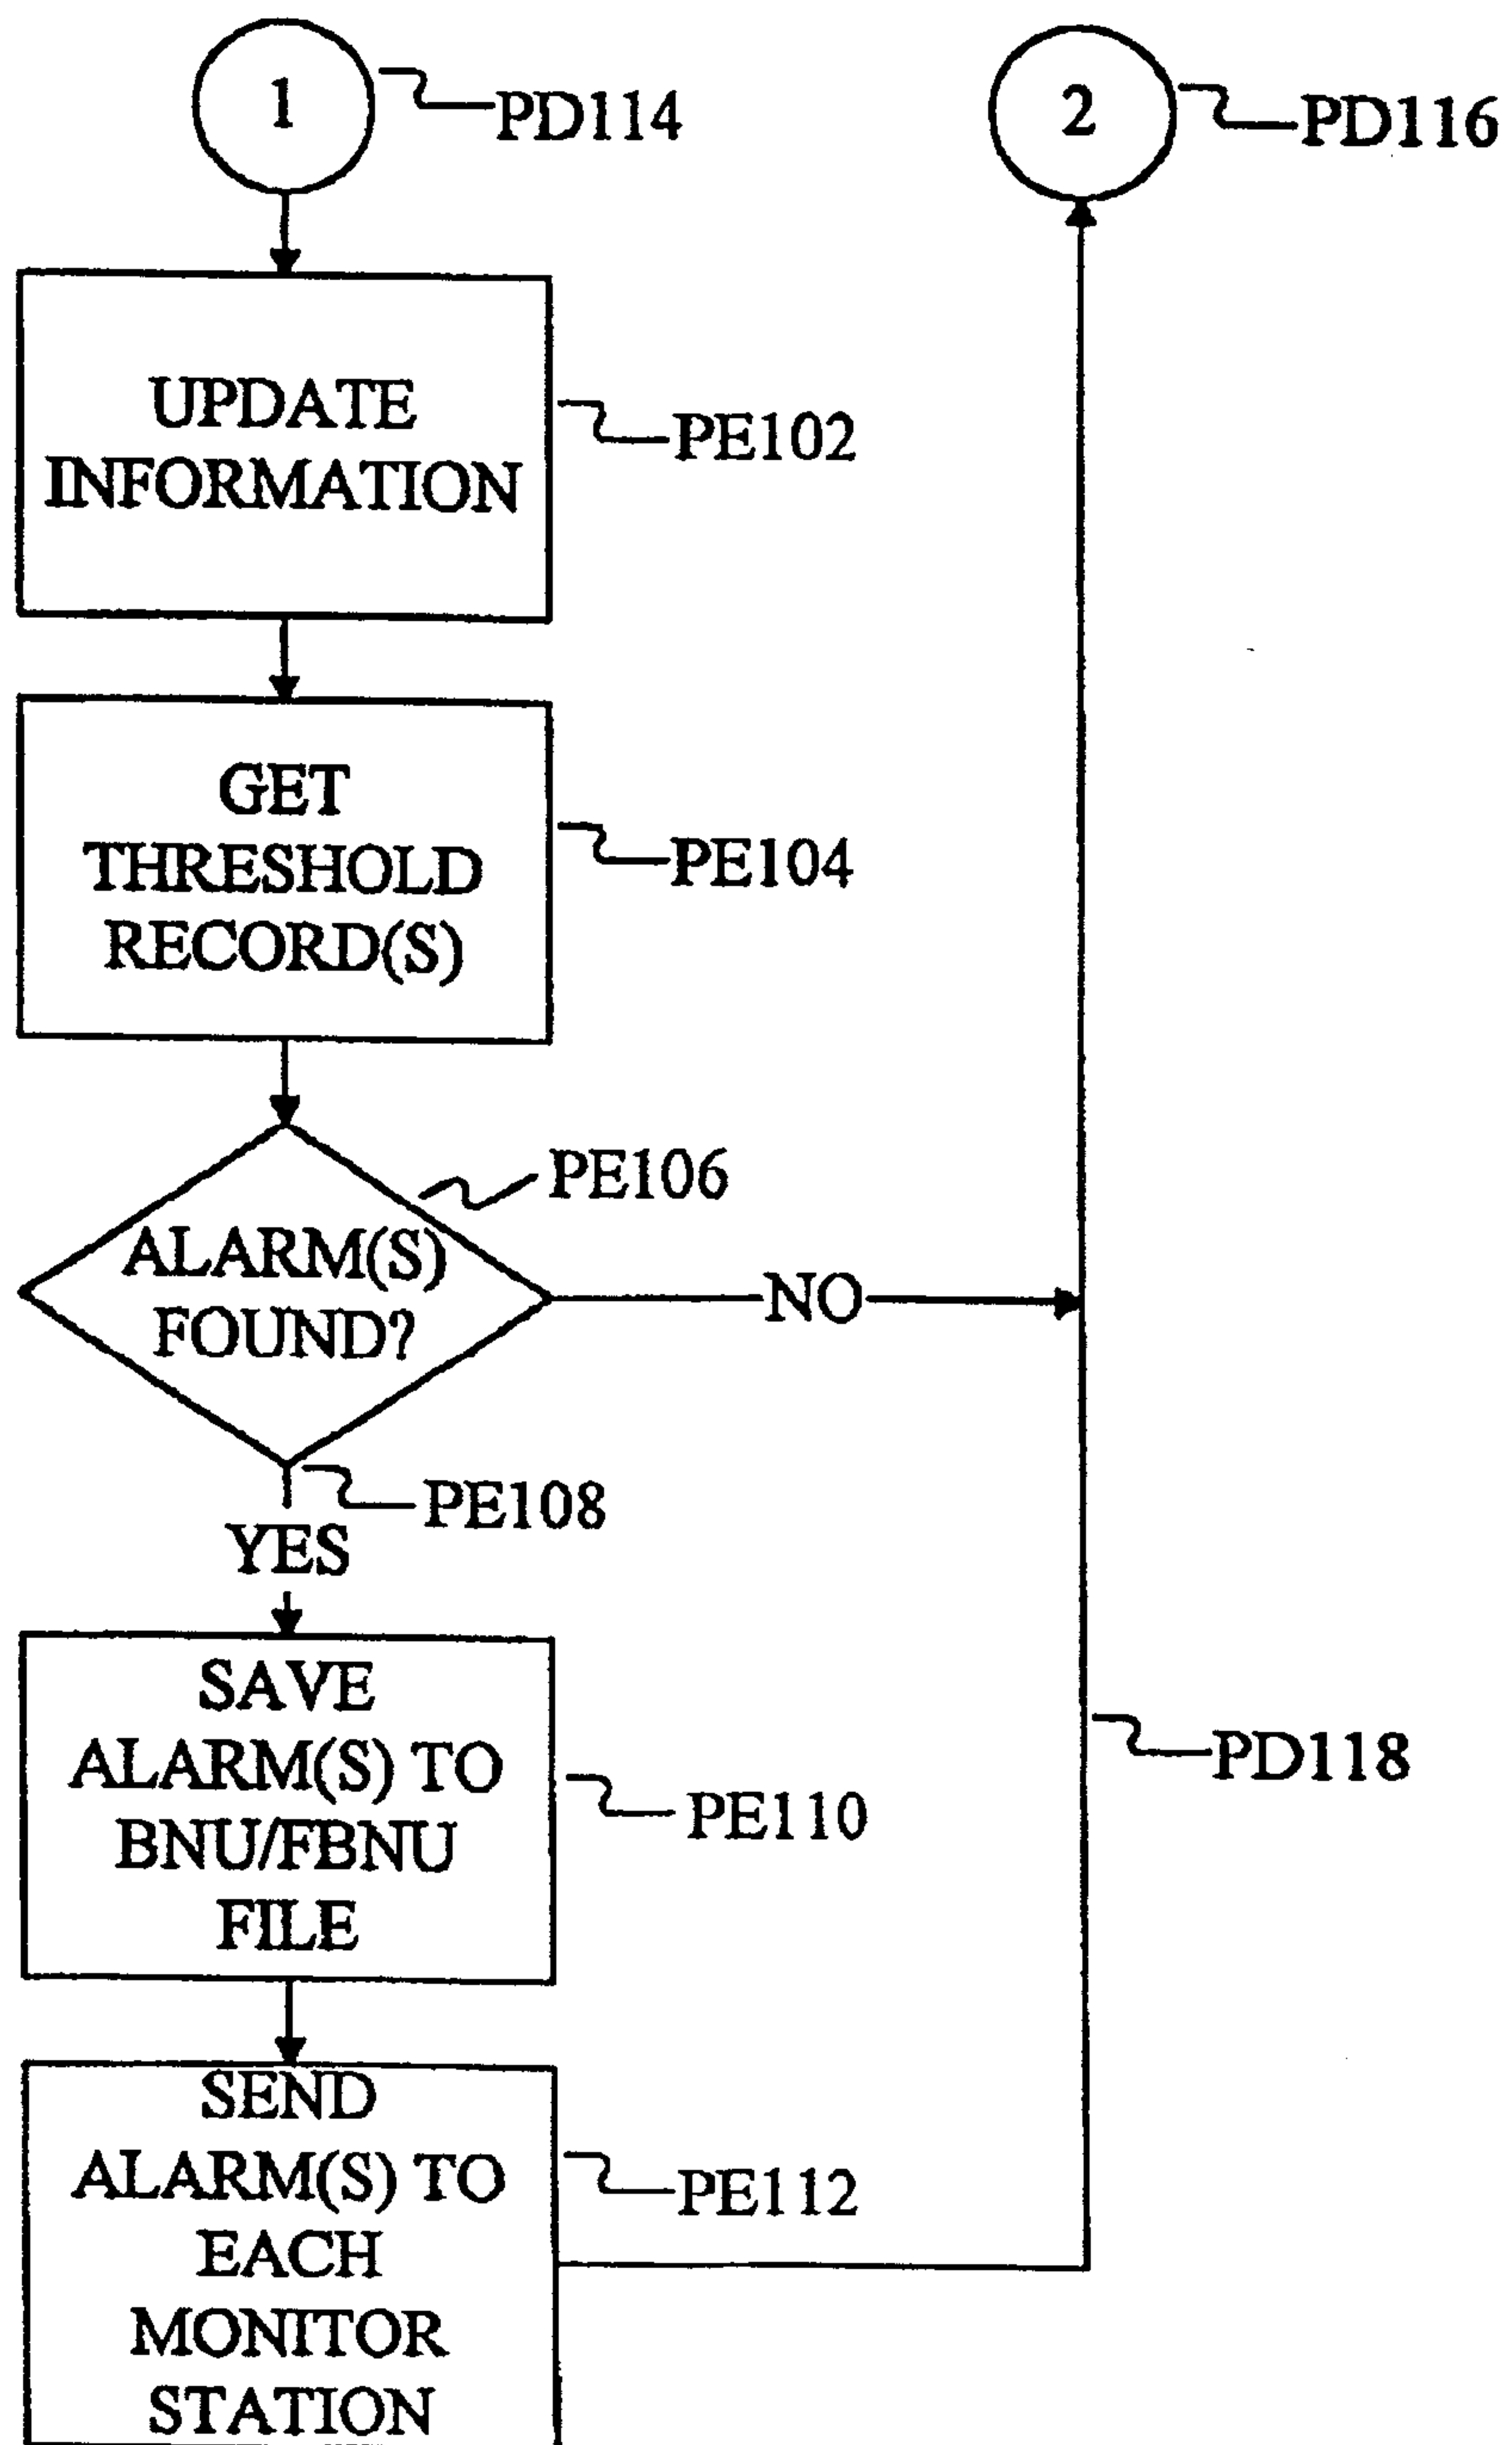 1
PD114
2
PD116
UPDATE
INFORMATION
PE102
GET
THRESHOLD
RECORD(S)
PE104
PE106
ALARM(S)
FOUND?
NO
PE108
YES
SAVE
ALARM(S) TO
BNU/FBNU
FILE
PE110
PD118
SEND
ALARM(S) TO
EACH
MONITOR
STATION
PE112